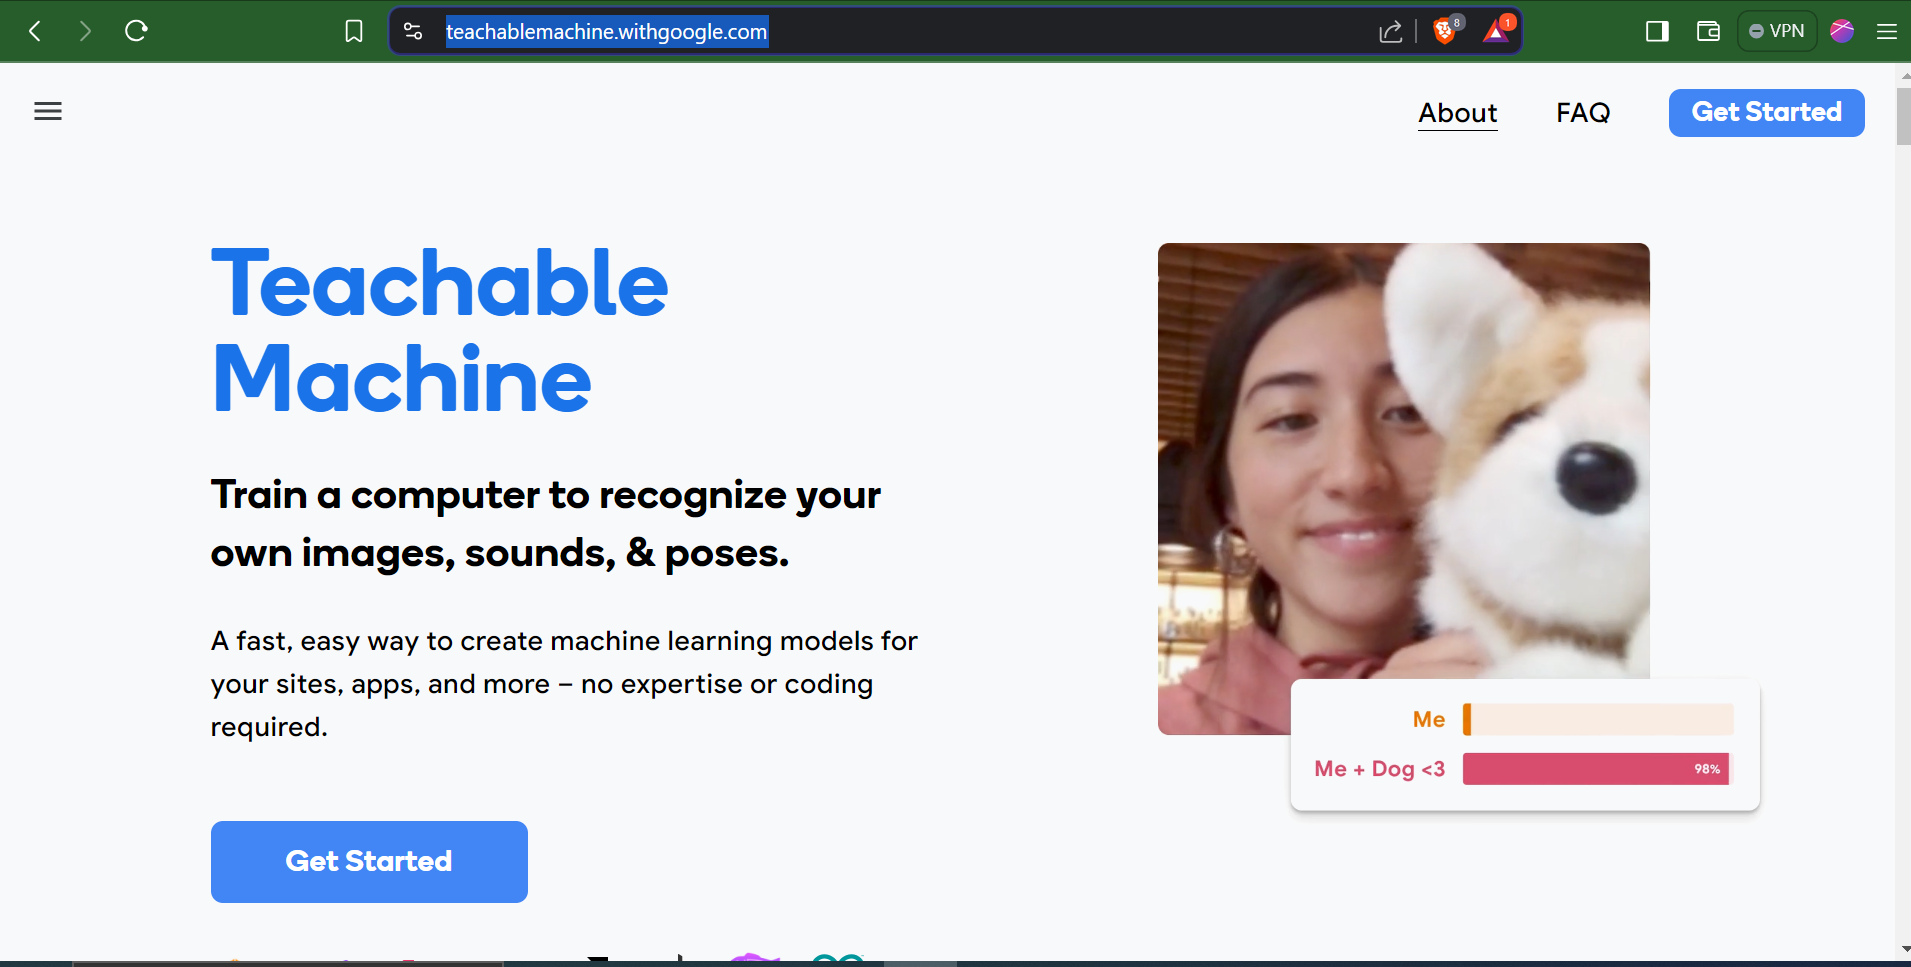 teachablemachine.withgoogle.com
8
1
VPN
About
FAQ
Get Started
Teachable
Machine
Train a computer to recognize your
own images, sounds, & poses.
A fast, easy way to create machine learning models for
your sites, apps, and more – no expertise or coding
required.
Get Started
Me
Me + Dog <3
98%